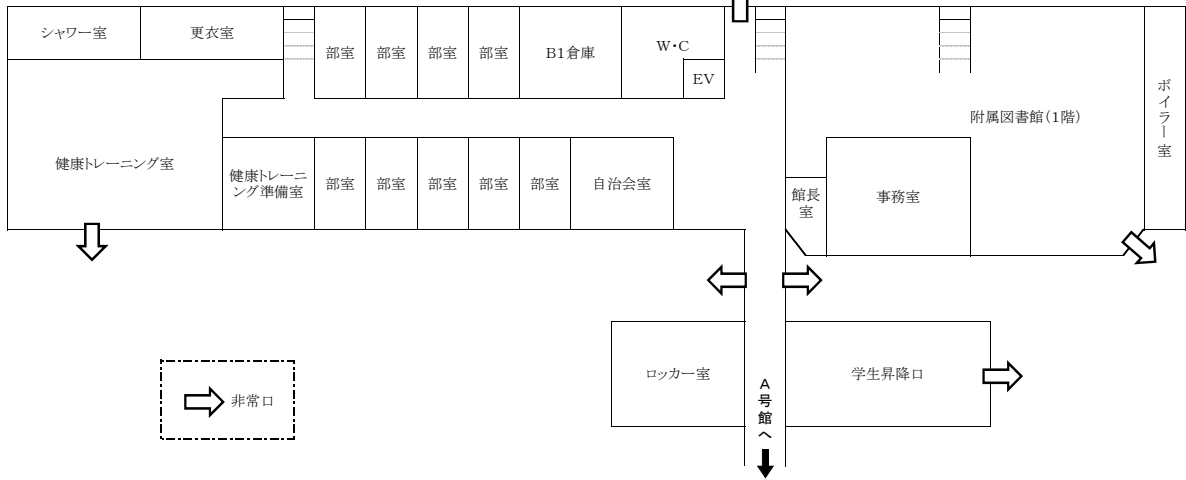 シャワー室
更衣室
部室
部室
部室
部室
B1倉庫
W・C
EV
ボイラー室
附属図書館(1階)
健康トレーニング室
健康トレーニ
ング準備室
部室
部室
部室
部室
部室
自治会室
館長
室
事務室
ロッカー室
学生昇降口
A号館へ
非常口